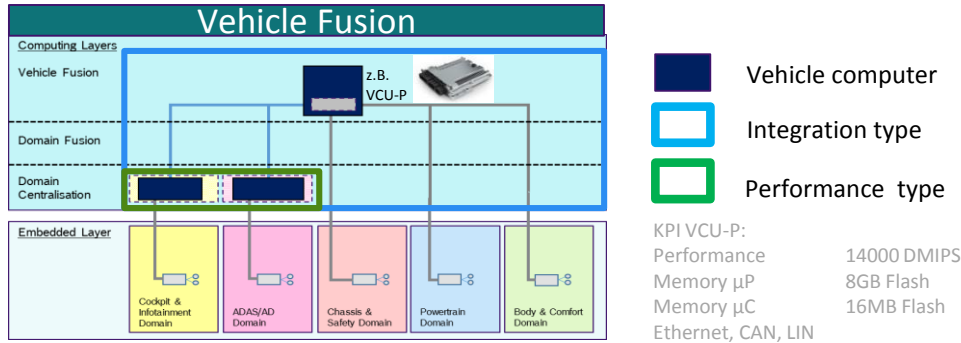 Vehicle Fusion
Computing Layers
Vehicle Fusion
z.B.
VCU-P
Domain Fusion
Domain
Centralisation
Embedded Layer
Cockpit &
Infotainment
Domain
ADAS/AD
Domain
Chassis &
Safety Domain
Powertrain
Domain
Body & Comfort
Domain
Vehicle computer
Integration type
Performance type
KPI VCU-P:
Performance 14000 DMIPS
Memory µP 8GB Flash
Memory µC 16MB Flash
Ethernet, CAN, LIN